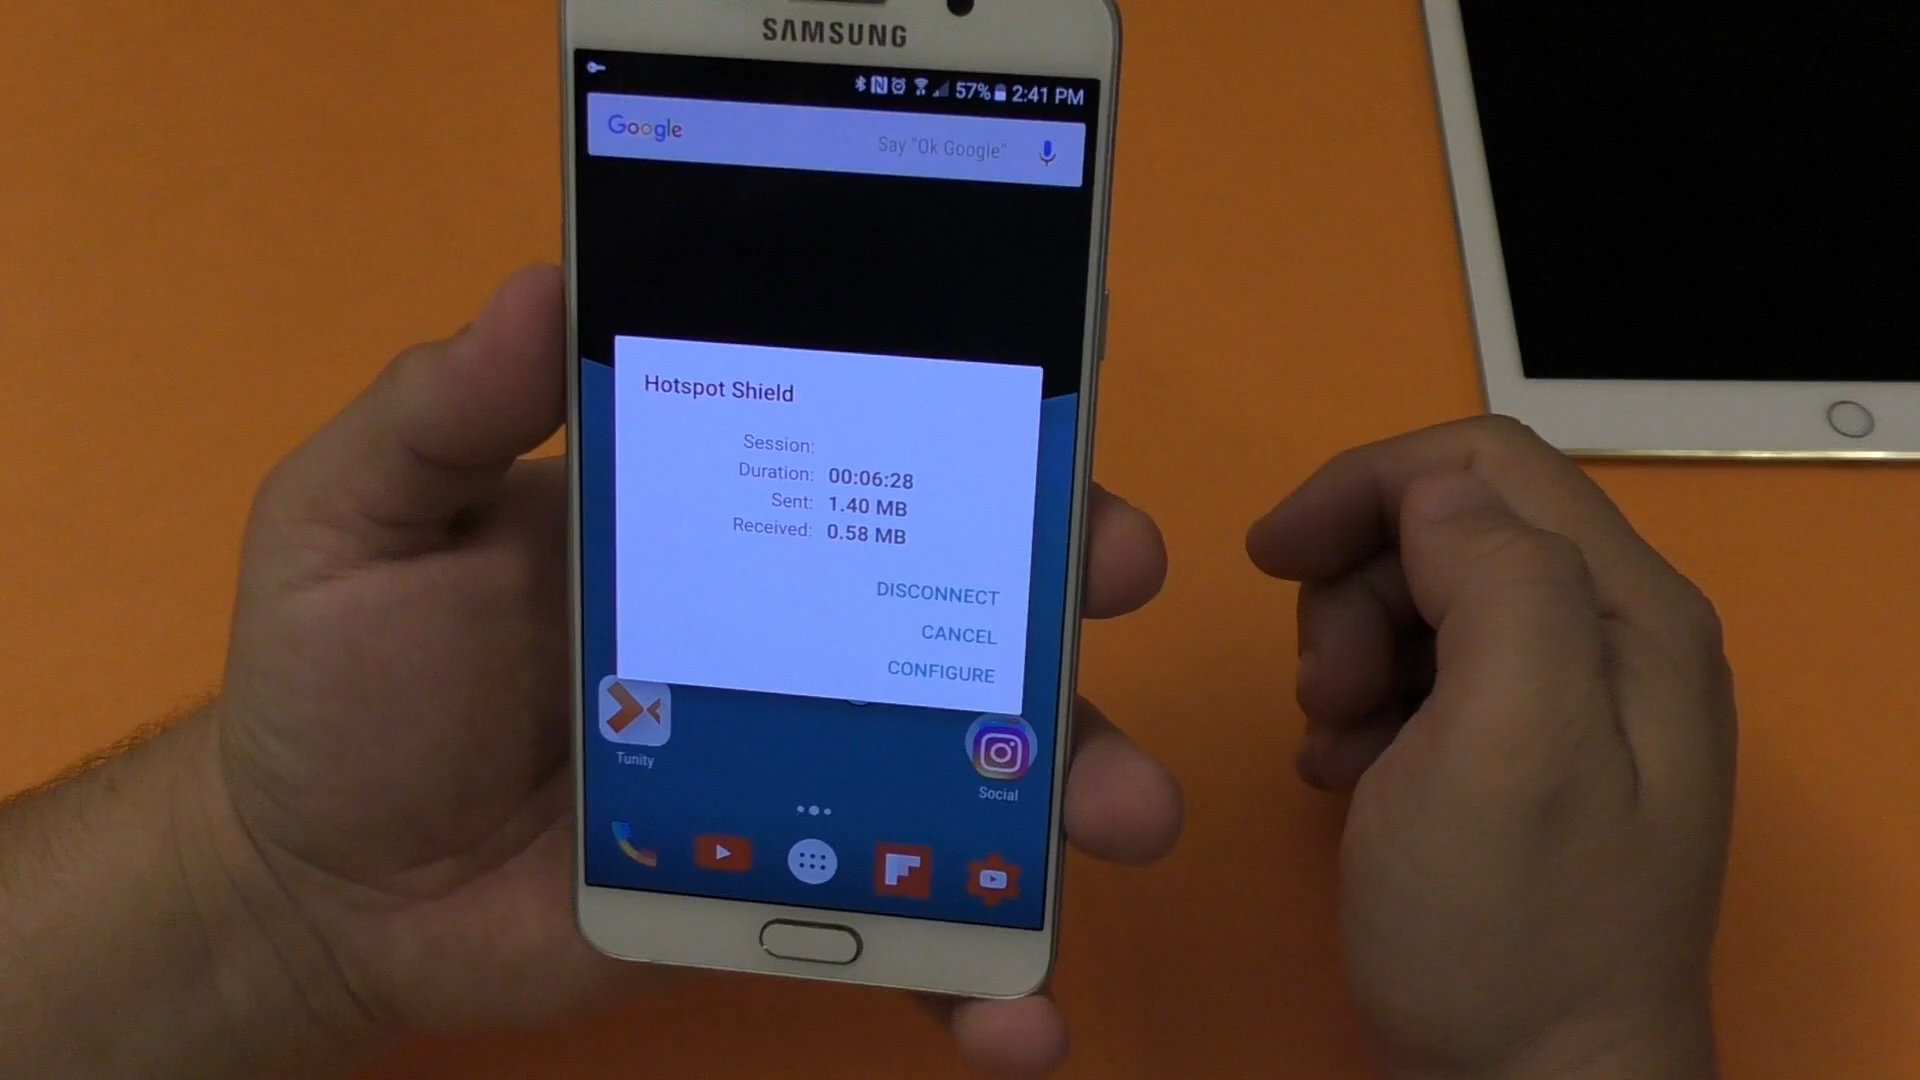 SAMSUNG
57% 2:41 PM
Google
Say "Ok Google"
Hotspot Shield
Session:
Duration: 00:06:28
Sent: 1.40 MB
Received: 0.58 MB
DISCONNECT
CANCEL
CONFIGURE
Tunity
Social